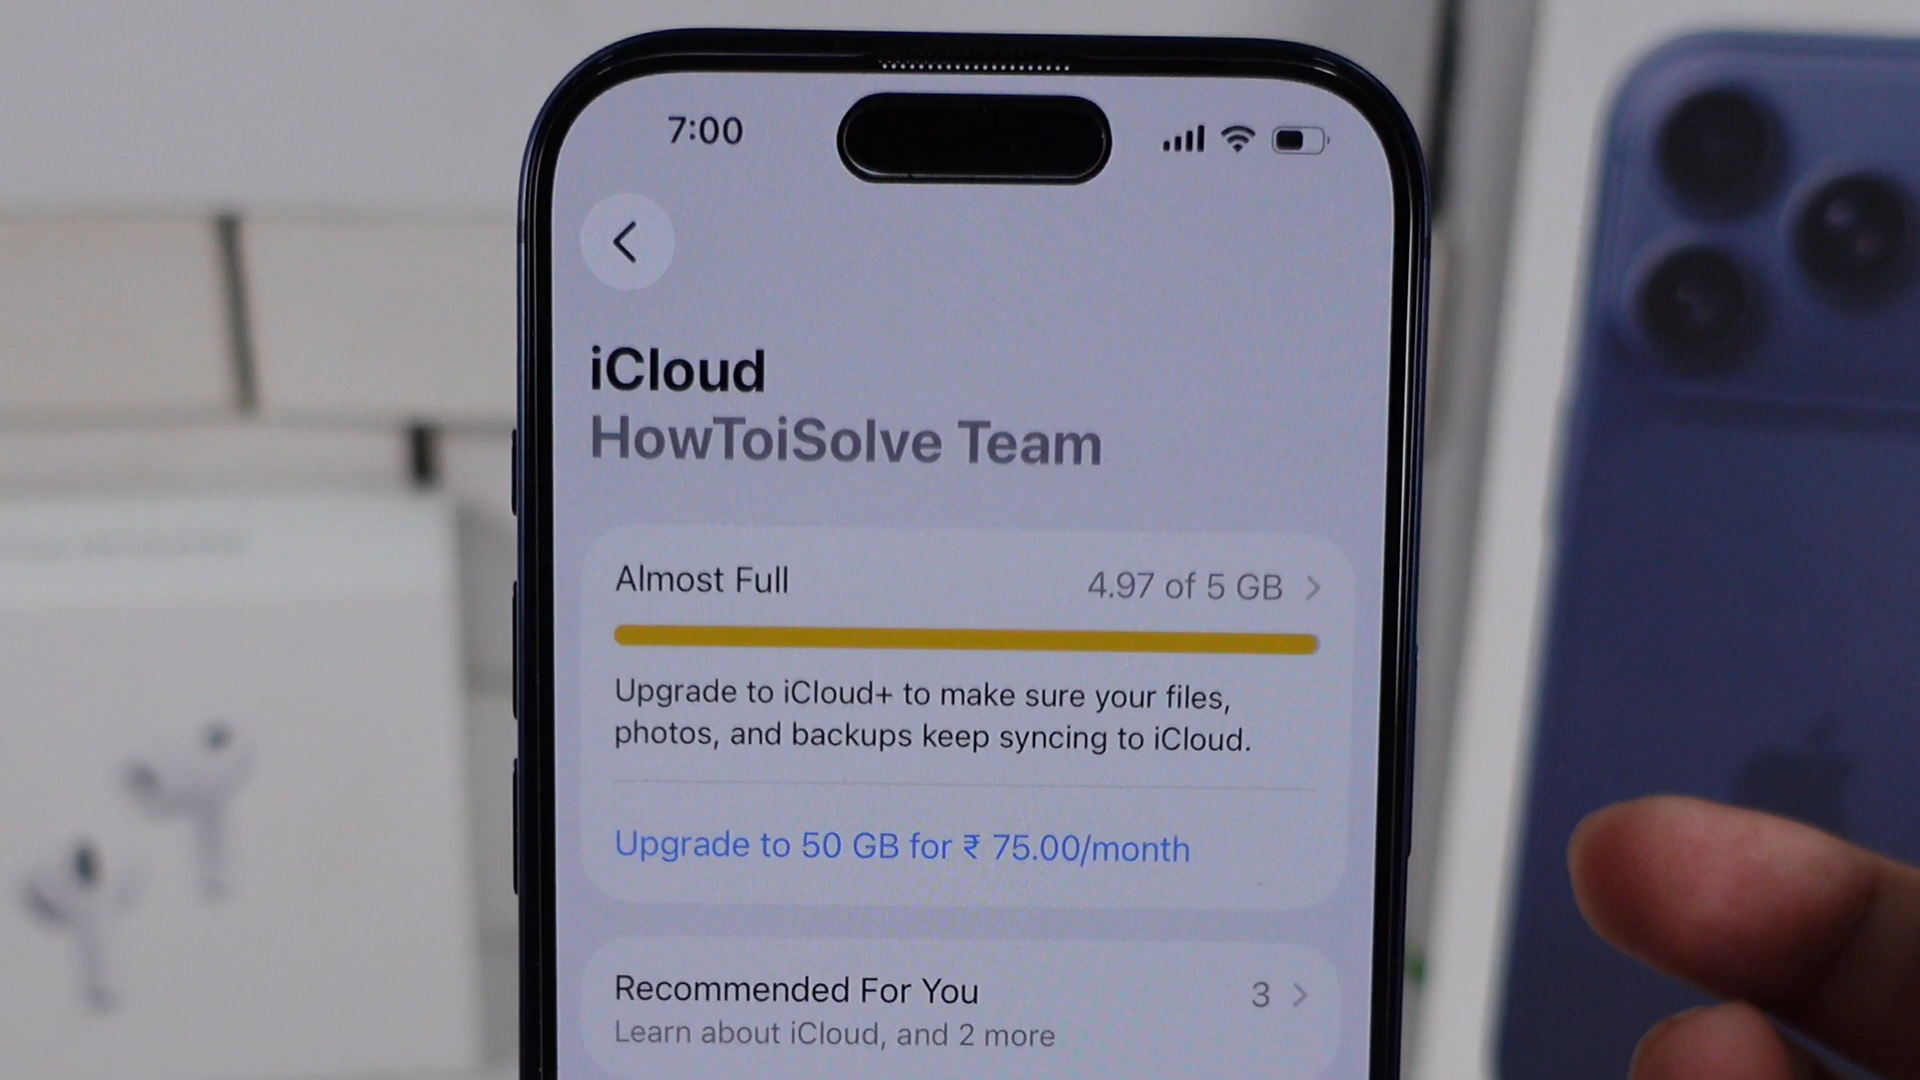 7:00
iCloud
HowToiSolve Team
Almost Full 4.97 of 5 GB
Upgrade to iCloud+ to make sure your files,
photos, and backups keep syncing to iCloud.
Upgrade to 50 GB for ₹ 75.00/month
Recommended For You 3
Learn about iCloud, and 2 more